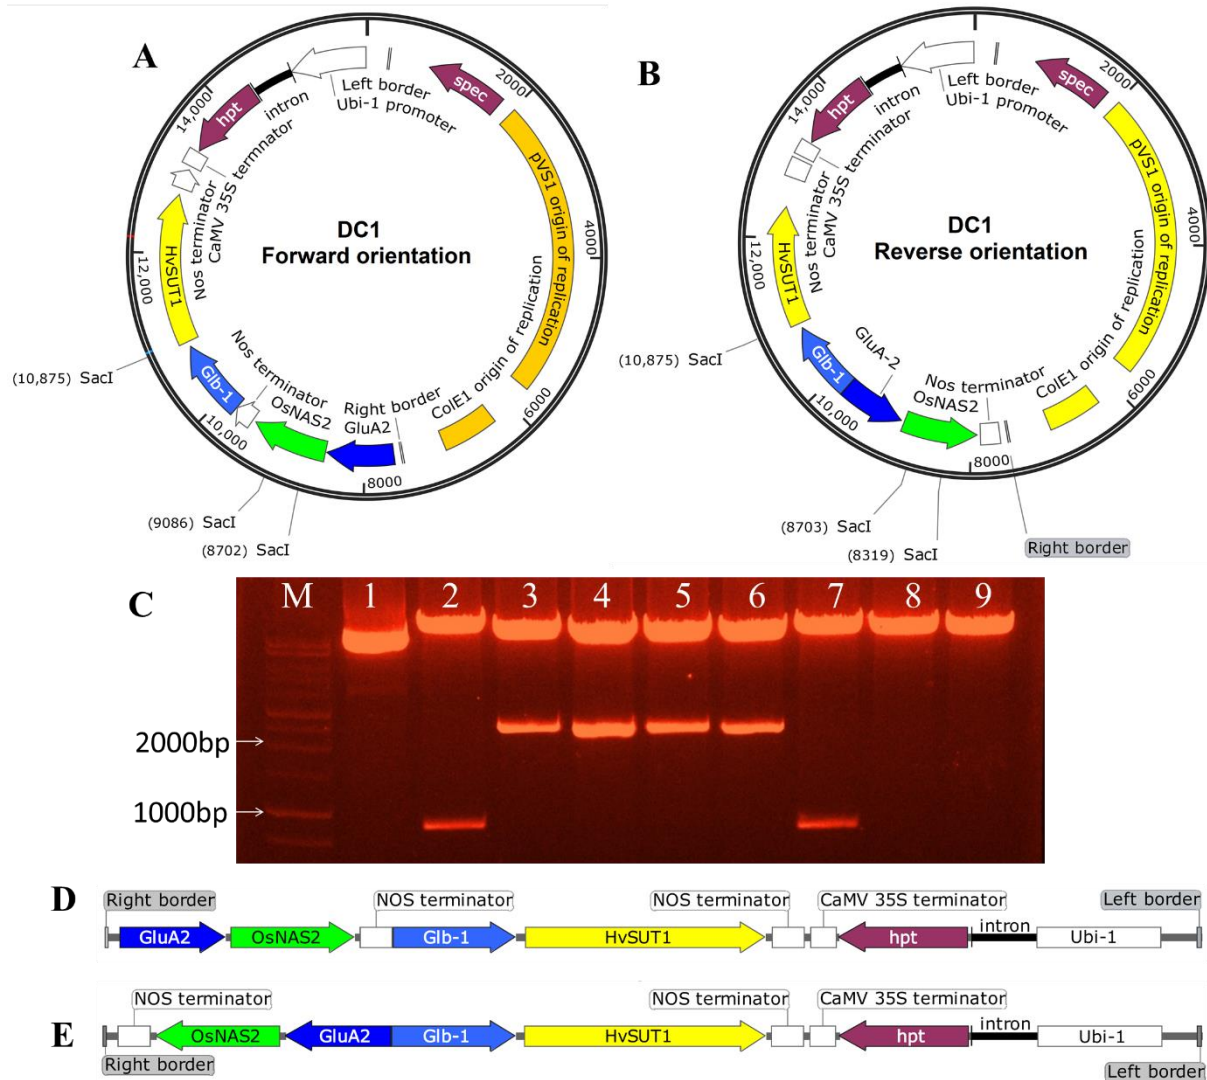 A
Left border
Ubi-1 promoter
intron
hpt
CaMV 35S termnator
Nos terminator
HvSUT1
Glb-1
Nos terminator
OsNAS2
GluA2
Right border
ColE1 origin of replication
pVS1 origin of replication
spec
2000
4000
6000
8000
10,000
12,000
14,000
DC1
Forward orientation
(10,875) SacI
(9086) SacI
(8702) SacI
B
Left border
Ubi-1 promoter
intron
hpt
CaMV 35S terminator
Nos terminator
HvSUT1
Glb-1
GluA-2
Nos terminator
OsNAS2
ColE1 origin of replication
pVS1 origin of replication
spec
2000
4000
6000
8000
10,000
12,000
14,000
DC1
Reverse orientation
(10,875) SacI
(8703) SacI
(8319) SacI
Right border
C
M 1 2 3 4 5 6 7 8 9
2000bp
1000bp
D
Right border
NOS terminator
NOS terminator
CaMV 35S terminator
Left border
GluA2
OsNAS2
Glb-1
HvSUT1
hpt
intron
Ubi-1
E
NOS terminator
NOS terminator
CaMV 35S terminator
OsNAS2
GluA2
Glb-1
HvSUT1
hpt
intron
Ubi-1
Right border
Left border